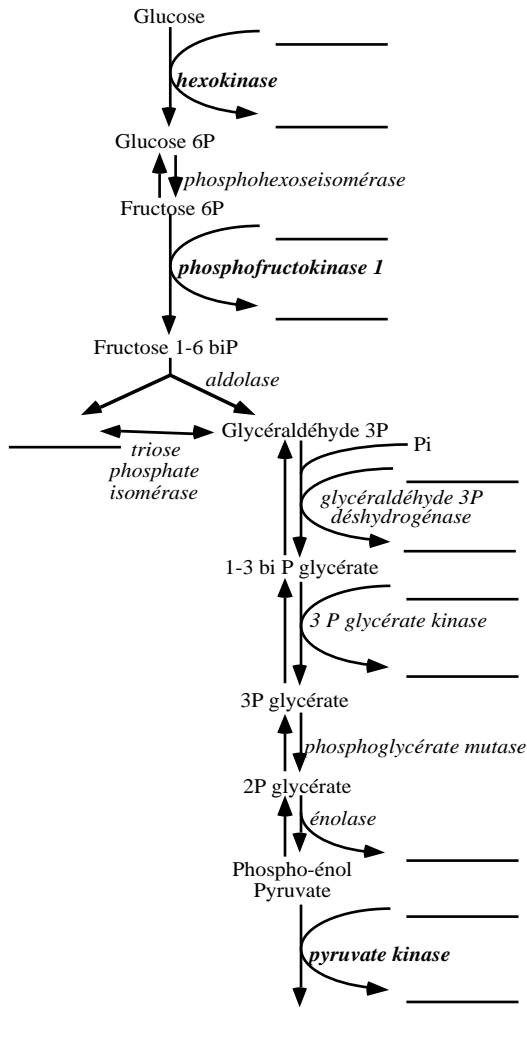 Glucose
hexokinase
Glucose 6P
phosphohexoseisomérase
Fructose 6P
phosphofructokinase 1
Fructose 1-6 biP
aldolase
Glycéraldéhyde 3P
triose
phosphate
isomérase
Pi
glycéraldéhyde 3P
déshydrogénase
1-3 bi P glycérate
3 P glycérate kinase
3P glycérate
phosphoglycérate mutase
2P glycérate
énolase
Phospho-énol
Pyruvate
pyruvate kinase